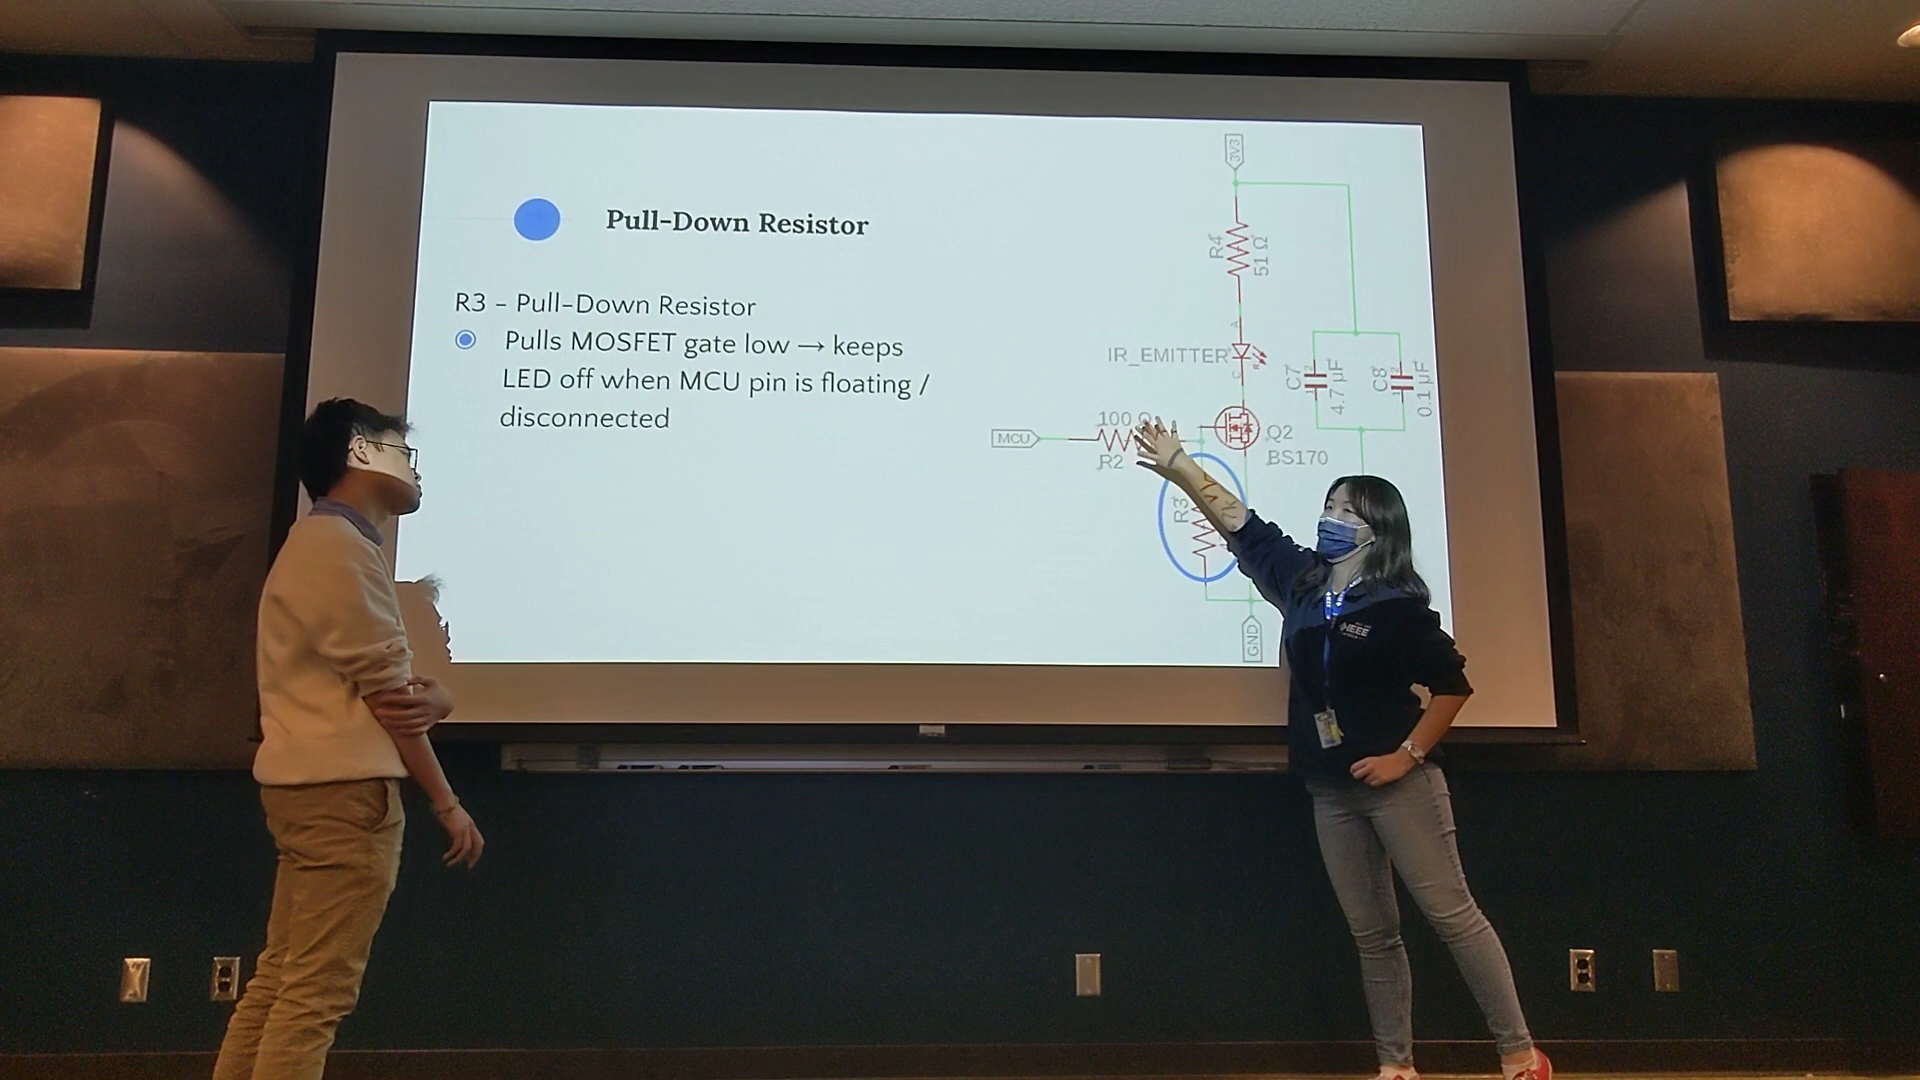 Pull-Down Resistor
R3 - Pull-Down Resistor
Pulls MOSFET gate low → keeps
LED off when MCU pin is floating /
disconnected
3V3
R4
51 Ω
IR_EMITTER
A
C
C7
4.7 µF
C8
0.1 µF
100 Ω
MCU
R2
Q2
BS170
R3
7k
GND
IEEE